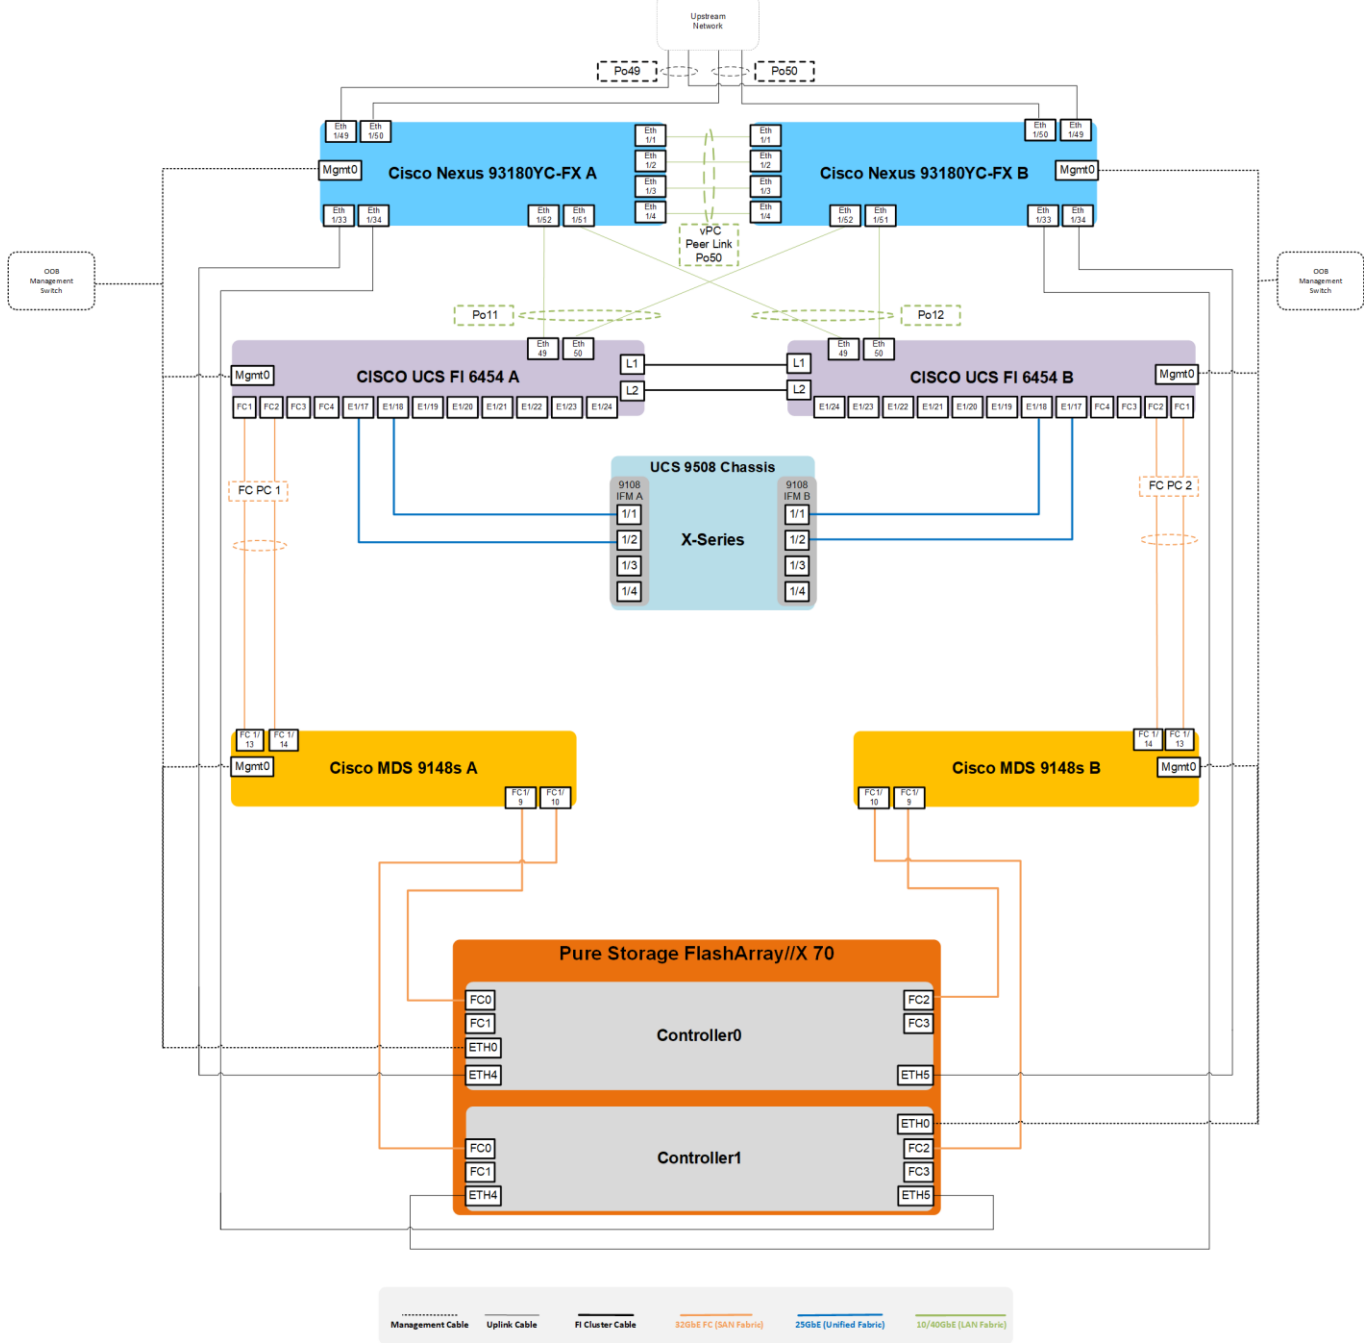 Upstream
Network
Po49
Po50
Eth
1/49
Eth
1/50
Eth
1/50
Eth
1/49
Eth
1/1
Eth
1/2
Eth
1/3
Eth
1/4
Eth
1/1
Eth
1/2
Eth
1/3
Eth
1/4
Mgmt0
Cisco Nexus 93180YC-FX A
Cisco Nexus 93180YC-FX B
Mgmt0
Eth
1/33
Eth
1/34
Eth
1/52
Eth
1/51
Eth
1/52
Eth
1/51
Eth
1/33
Eth
1/34
vPC
Peer Link
Po50
OOB
Management
Switch
OOB
Management
Switch
Po11
Po12
Eth
49
Eth
50
Eth
49
Eth
50
Mgmt0
CISCO UCS FI 6454 A
L1
L2
L1
L2
CISCO UCS FI 6454 B
Mgmt0
FC1
FC2
FC3
FC4
E1/17
E1/18
E1/19
E1/20
E1/21
E1/22
E1/23
E1/24
E1/24
E1/23
E1/22
E1/21
E1/20
E1/19
E1/18
E1/17
FC4
FC3
FC2
FC1
FC PC 1
FC PC 2
UCS 9508 Chassis
9108
IFM A
1/1
1/2
1/3
1/4
X-Series
9108
IFM B
1/1
1/2
1/3
1/4
FC 1/
13
FC 1/
14
Mgmt0
Cisco MDS 9148s A
FC1/
9
FC1/
10
FC 1/
14
FC 1/
13
Cisco MDS 9148s B
Mgmt0
FC1/
10
FC1/
9
Pure Storage FlashArray//X 70
FC0
FC1
ETH0
ETH4
Controller0
FC2
FC3
ETH5
FC0
FC1
ETH4
Controller1
ETH0
FC2
FC3
ETH5
Management Cable
Uplink Cable
FI Cluster Cable
32GbE FC (SAN Fabric)
25GbE (Unified Fabric)
10/40GbE (LAN Fabric)